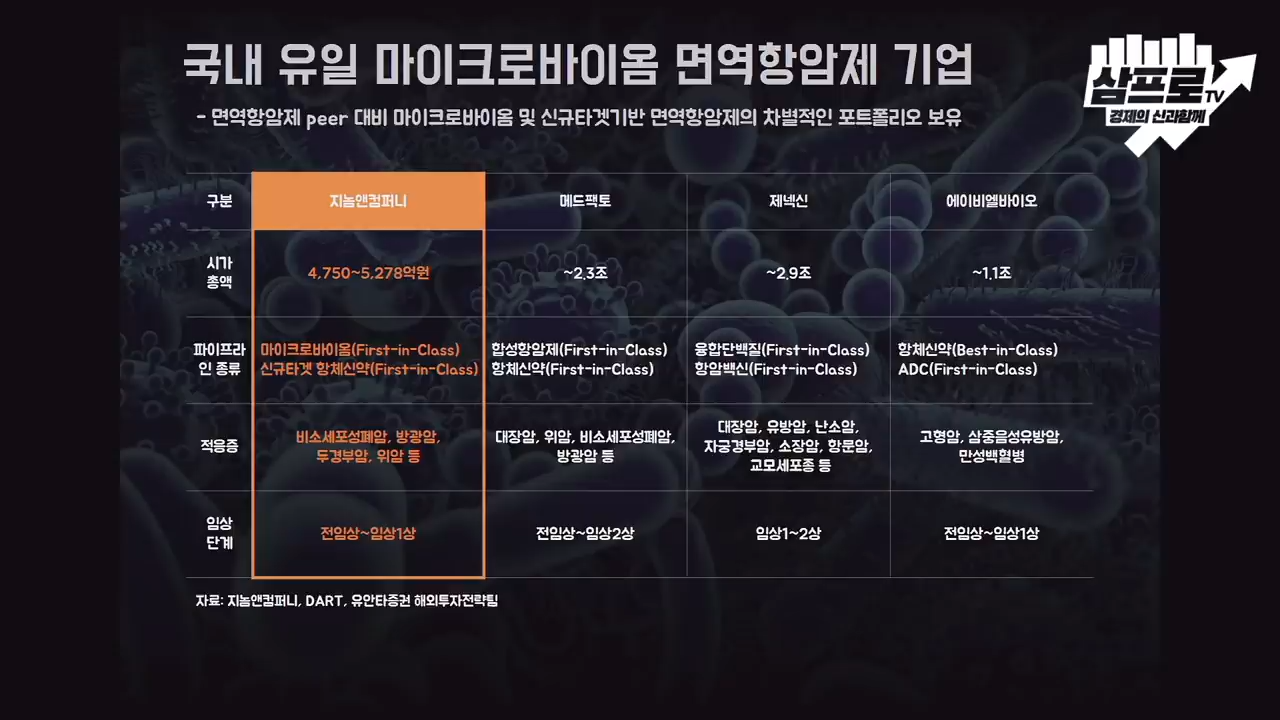 국내 유일 마이크로바이옴 면역항암제 기업
- 면역항암제 peer 대비 마이크로바이옴 및 신규타겟기반 면역항암제의 차별적인 포트폴리오 보유
삼프로TV
경제의 신과함께
구분 지놈앤컴퍼니 메드팩토 제넥신 에이비엘바이오
시가
총액
4,750~5,278억원 ~2.3조 ~2.9조 ~1.1조
파이프라
인 종류
마이크로바이옴(First-in-Class)
신규타겟 항체신약(First-in-Class)
합성항암제(First-in-Class)
항체신약(First-in-Class)
융합단백질(First-in-Class)
항암백신(First-in-Class)
항체신약(Best-in-Class)
ADC(First-in-Class)
적응증
비소세포성폐암, 방광암,
두경부암, 위암 등
대장암, 위암, 비소세포성폐암,
방광암 등
대장암, 유방암, 난소암,
자궁경부암, 소장암, 항문암,
교모세포종 등
고형암, 삼중음성유방암,
만성백혈병
임상
단계
전임상~임상1상 전임상~임상2상 임상1~2상 전임상~임상1상
자료: 지놈앤컴퍼니, DART, 유안타증권 해외투자전략팀